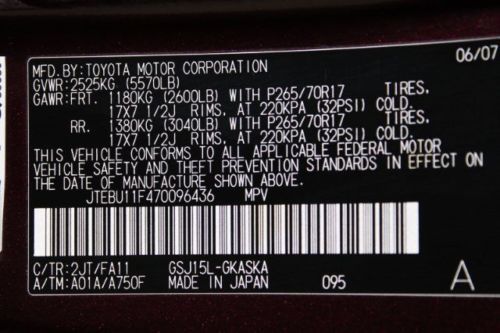 06/07
MFD.BY:TOYOTA MOTOR CORPORATION
GVWR:2525KG (5570LB)
GAWR:FRT. 1180KG (2600LB) WITH P265/70R17 TIRES.
17X7 1/2J RIMS. AT 220KPA (32PSI) COLD.
RR. 1380KG (3040LB) WITH P265/70R17 TIRES.
17X7 1/2J RIMS. AT 220KPA (32PSI) COLD.
THIS VEHICLE CONFORMS TO ALL APPLICABLE FEDERAL MOTOR
VEHICLE SAFETY AND THEFT PREVENTION STANDARDS IN EFFECT ON
THE DATE OF MANUFACTURE SHOWN ABOVE.
JTEBU11F470096436 MPV
C/TR:2JT/FA11 GSJ15L-GKASKA
A/TM:A01A/A750F MADE IN JAPAN 095 A